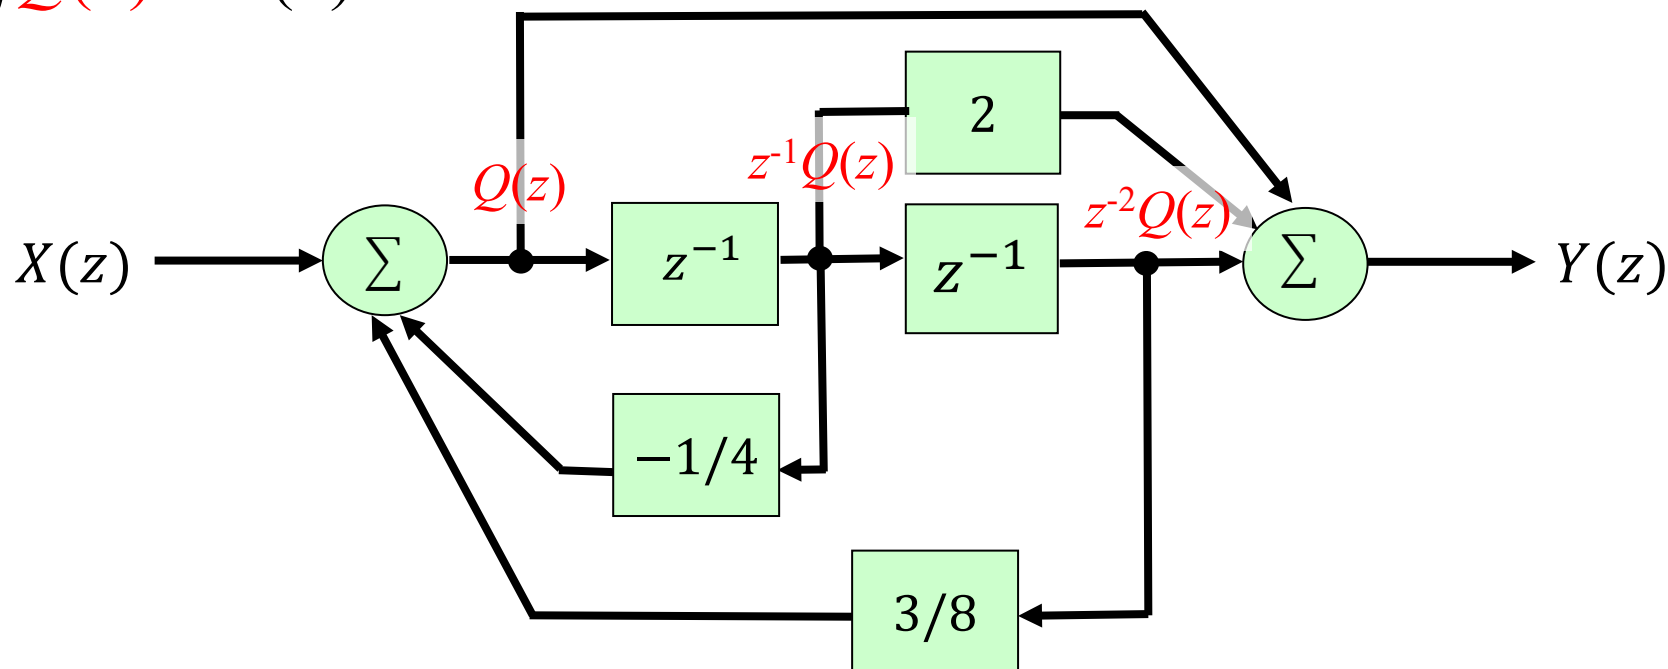 2
z⁻¹Q(z)
Q(z)
z⁻²Q(z)
X(z)
∑
z⁻¹
z⁻¹
∑
Y(z)
−1/4
3/8